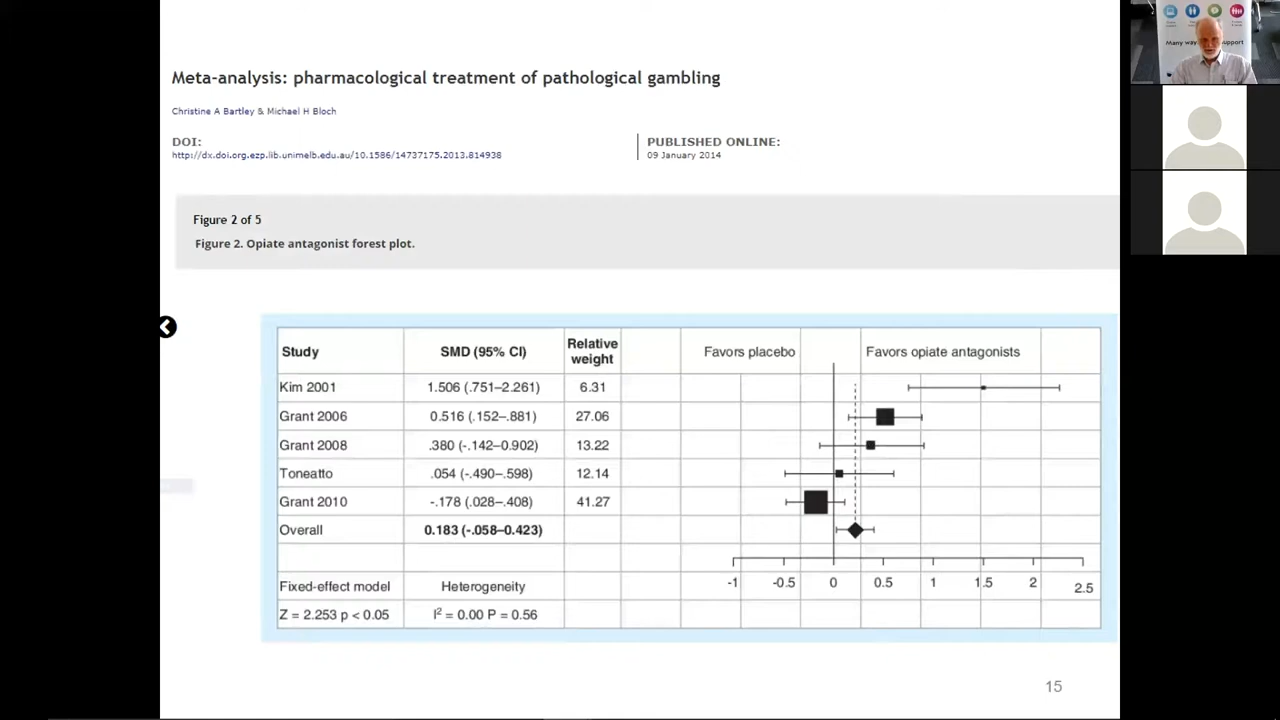 Meta-analysis: pharmacological treatment of pathological gambling
Christine A Bartley & Michael H Bloch
DOI:
http://dx.doi.org.ezp.lib.unimelb.edu.au/10.1586/14737175.2013.814938
PUBLISHED ONLINE:
09 January 2014
Figure 2 of 5
Figure 2. Opiate antagonist forest plot.
Study SMD (95% CI) Relative weight Favors placebo Favors opiate antagonists
Kim 2001 1.506 (.751–2.261) 6.31
Grant 2006 0.516 (.152–.881) 27.06
Grant 2008 .380 (-.142–0.902) 13.22
Toneatto .054 (-.490–.598) 12.14
Grant 2010 -.178 (.028–.408) 41.27
Overall 0.183 (-.058–0.423)
-1 -0.5 0 0.5 1 1.5 2 2.5
Fixed-effect model Heterogeneity
Z = 2.253 p < 0.05 I² = 0.00 P = 0.56
15
Many way support